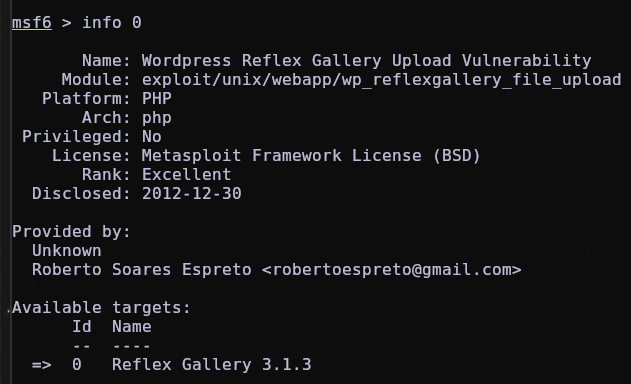 msf6 > info 0
Name: Wordpress Reflex Gallery Upload Vulnerability
Module: exploit/unix/webapp/wp_reflexgallery_file_upload
Platform: PHP
Arch: php
Privileged: No
License: Metasploit Framework License (BSD)
Rank: Excellent
Disclosed: 2012-12-30
Provided by:
Unknown
Roberto Soares Espreto <robertoespreto@gmail.com>
Available targets:
Id  Name
--  ----
=>  0   Reflex Gallery 3.1.3